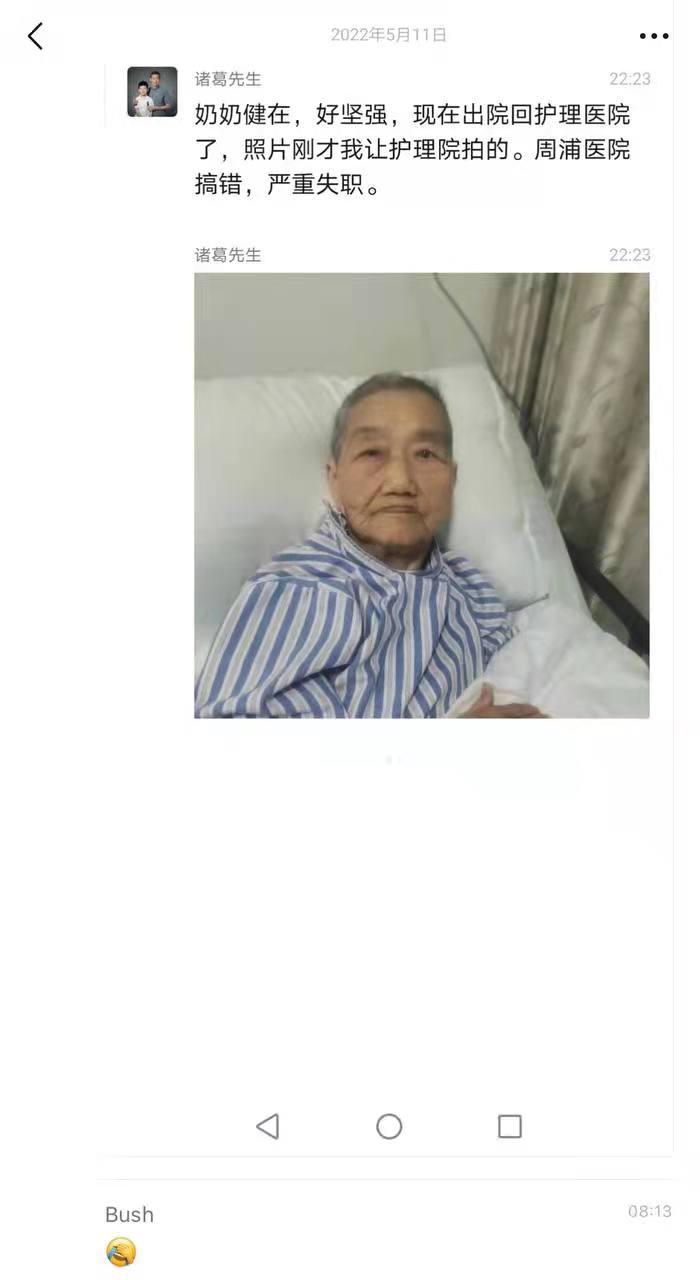 2022年5月11日
诸葛先生 22:23
奶奶健在，好坚强，现在出院回护理医院
了，照片刚才我让护理院拍的。周浦医院
搞错，严重失职。
诸葛先生 22:23
Bush 08:13